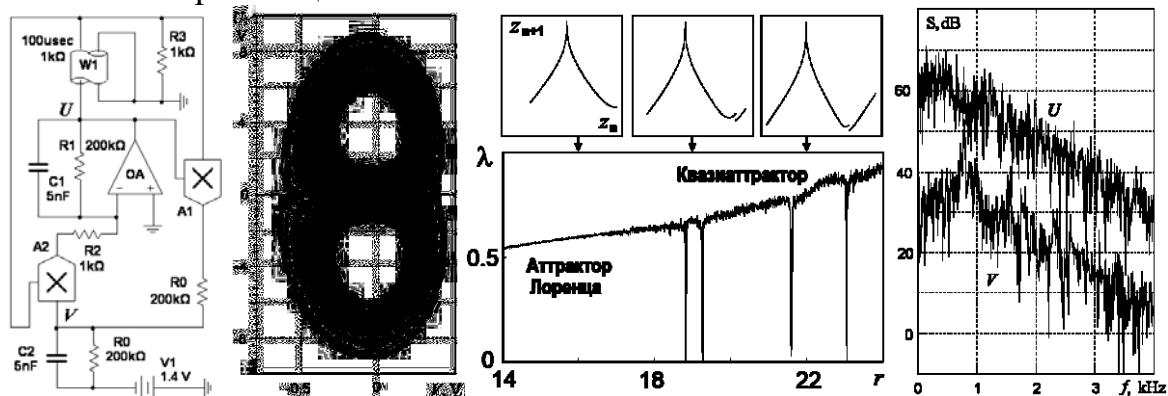 100usec
1kΩ
W1
R3
1kΩ
U
R1
200kΩ
C1
5nF
OA
A1
A2
R2
1kΩ
R0
200kΩ
V
C2
5nF
R0
200kΩ
V1
1.4 V
0
V, V
zₙ₊₁
zₙ
λ
Квазиаттрактор
0.5
Аттрактор
Лоренца
0
14
18
22
r
S, dB
60
U
40
20
V
0
0
1
2
3
f, kHz